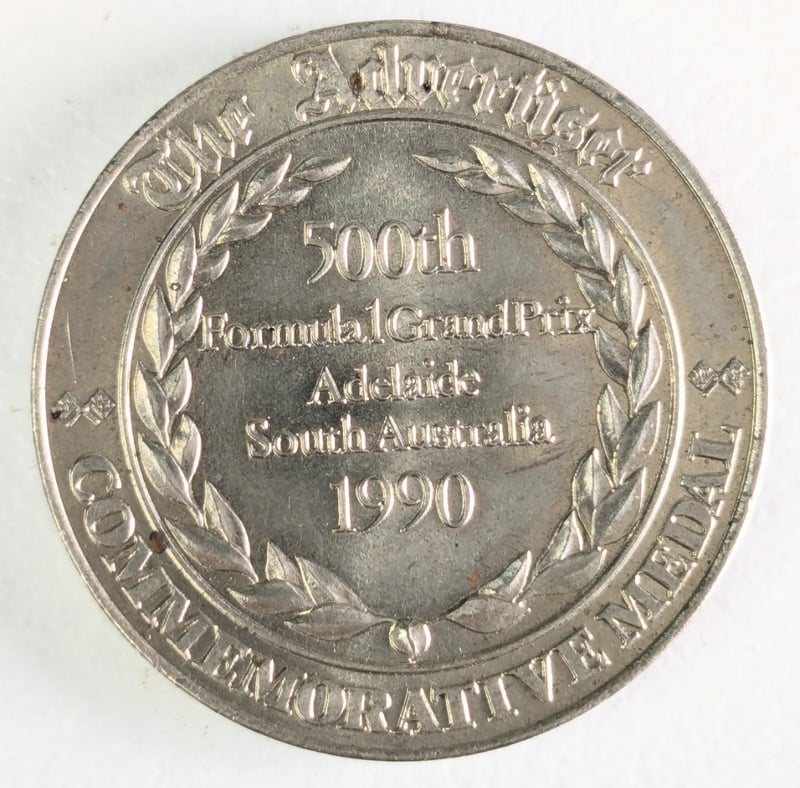 The Advertiser
500th
Formula 1 Grand Prix
Adelaide
South Australia
1990
COMMEMORATIVE MEDAL